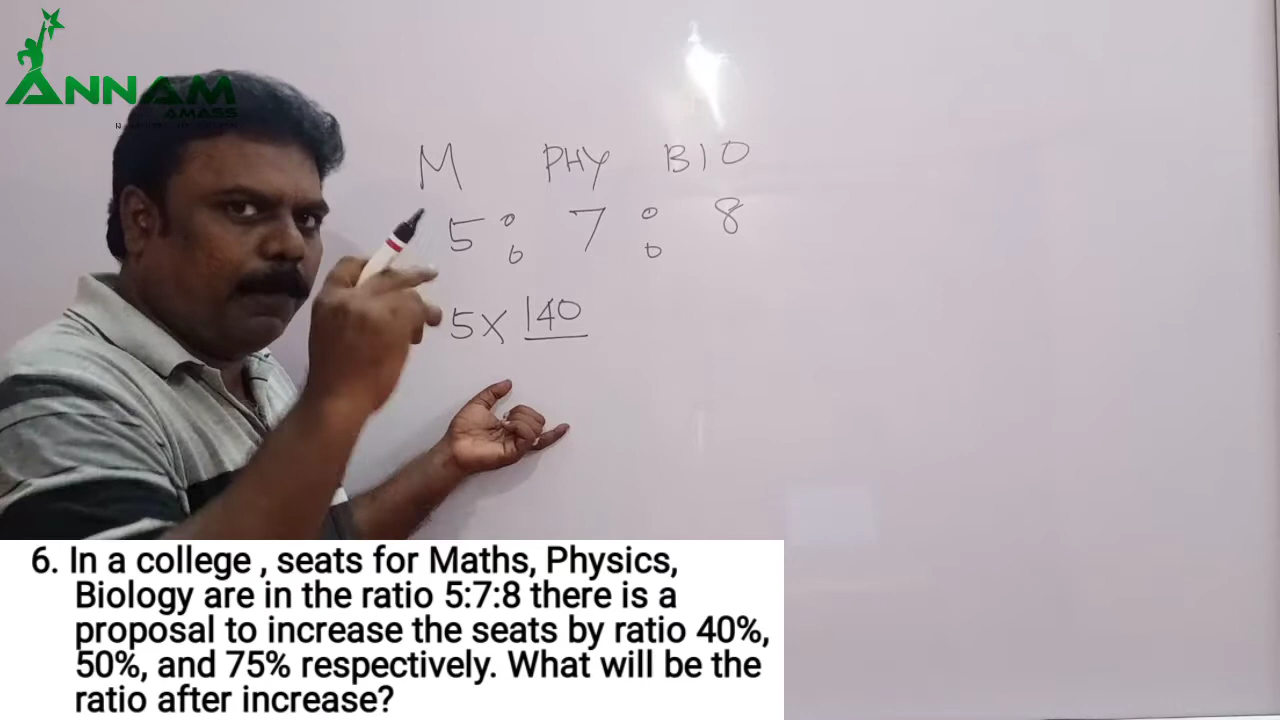 ANNAM
AMASS
M PHY BIO
5 : 7 : 8
5 × 140
6. In a college , seats for Maths, Physics,
Biology are in the ratio 5:7:8 there is a
proposal to increase the seats by ratio 40%,
50%, and 75% respectively. What will be the
ratio after increase?